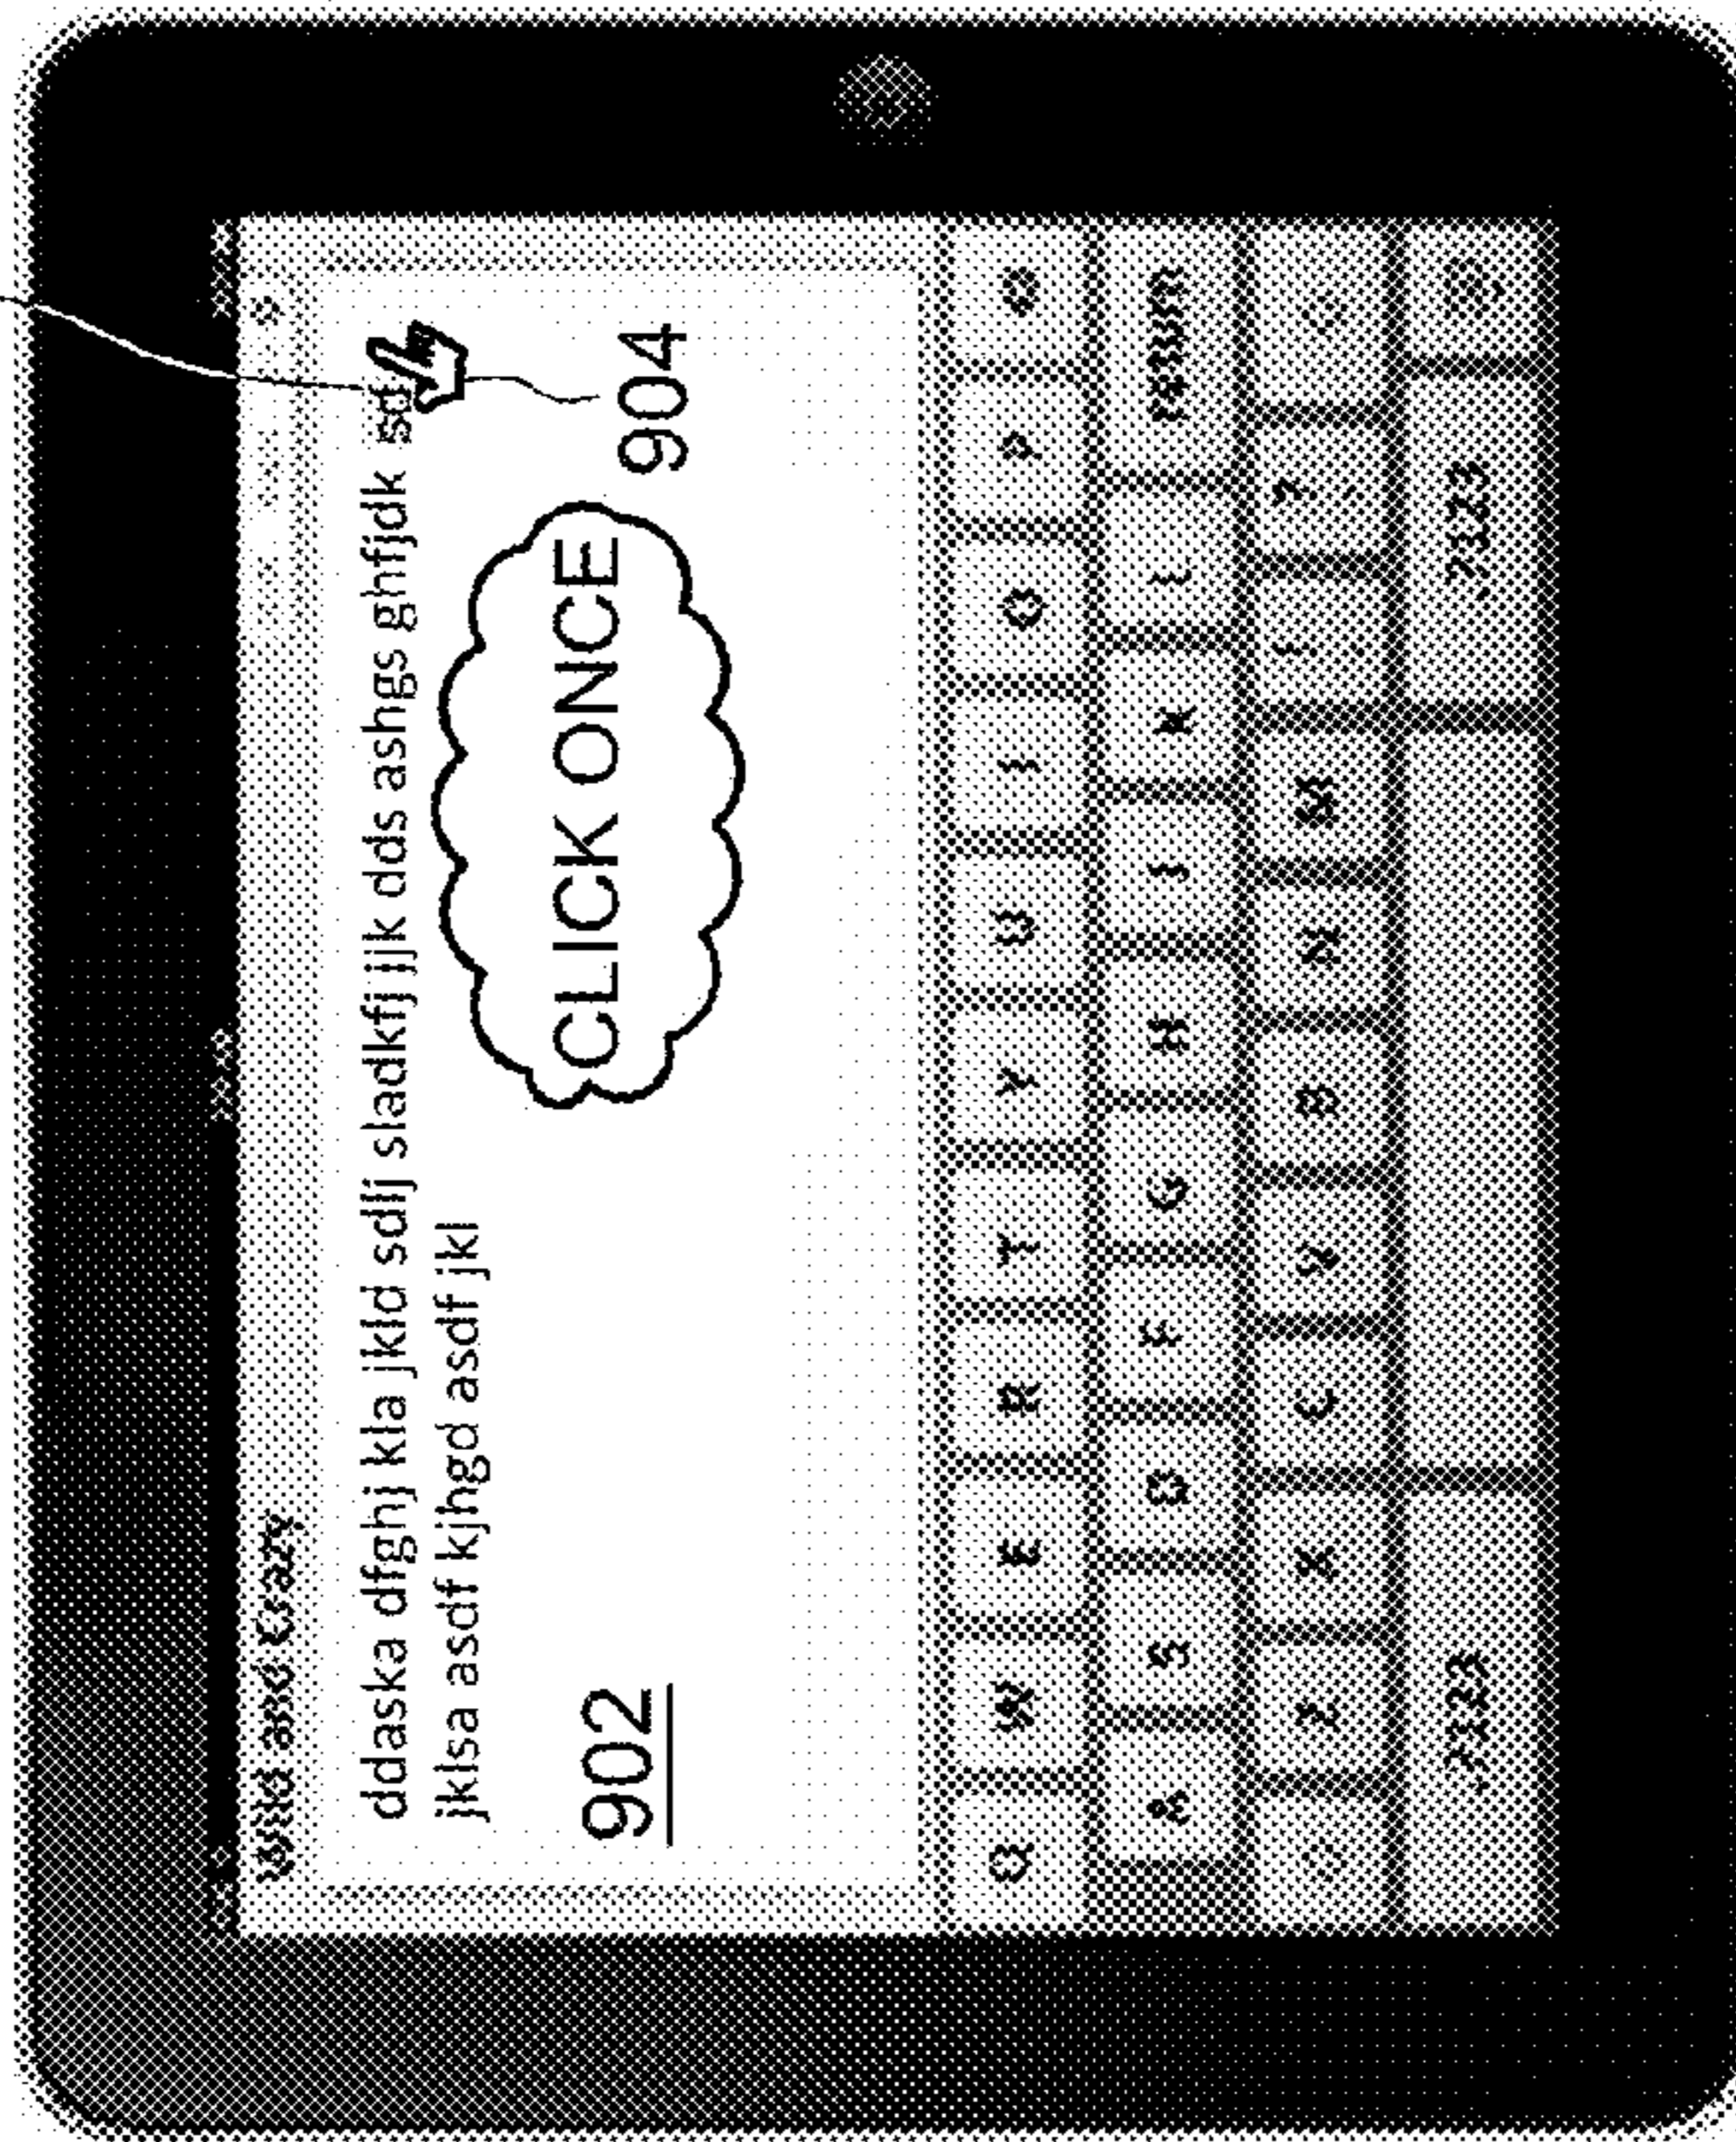 Wild and Crazy
ddaska dfghj kla jkld sdlj sladkfj jjk dds ashgs ghfjdk sd
jklsa asdf kjhgd asdf jkl
CLICK ONCE
904
902
Q W E R T Y U I O P
A S D F G H J K L return
Z X C V B N M ! ?
.?123 .?123